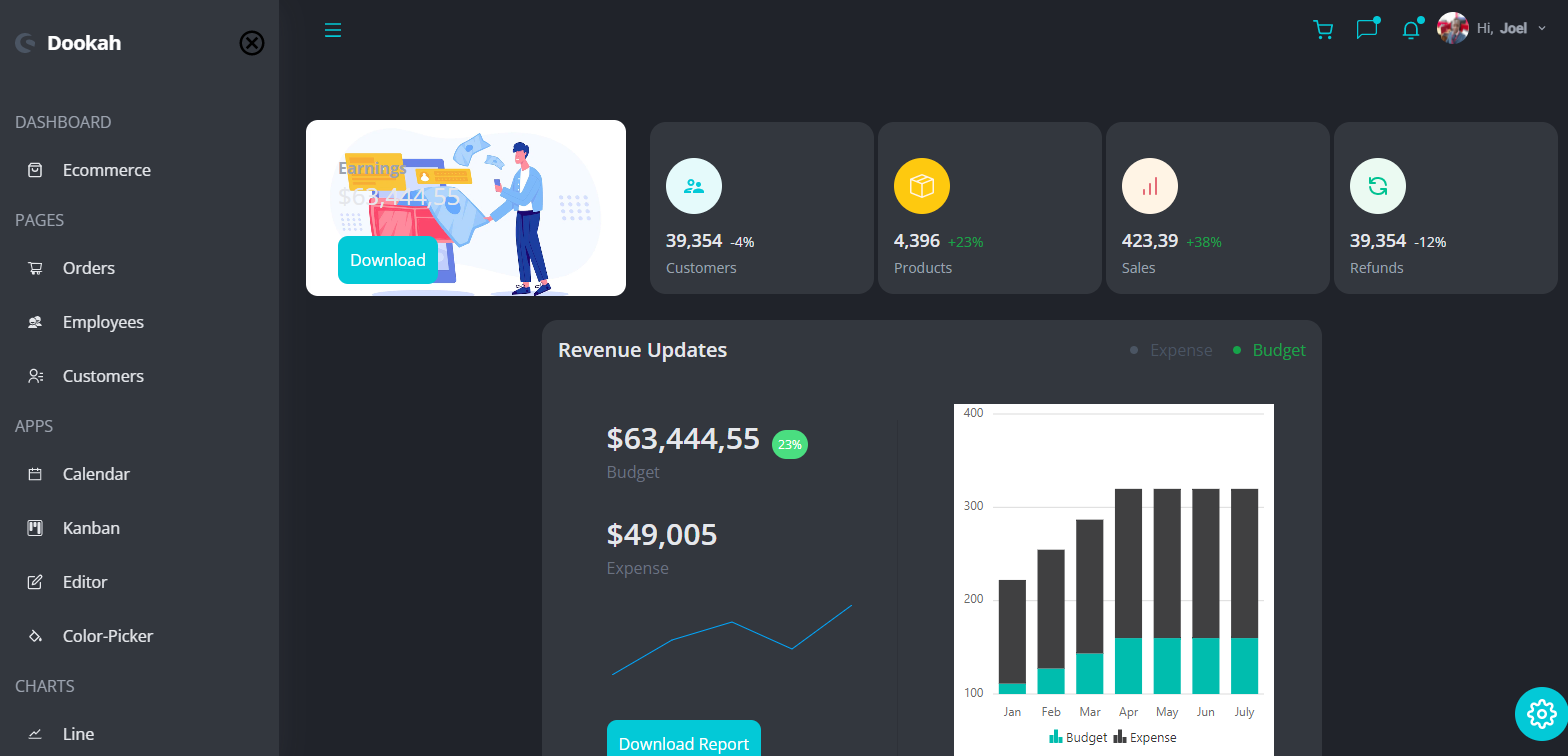 Dookah
Hi, Joel
DASHBOARD
Ecommerce
PAGES
Orders
Employees
Customers
APPS
Calendar
Kanban
Editor
Color-Picker
CHARTS
Line
Earnings
$63,444,55
Download
39,354 -4%
Customers
4,396 +23%
Products
423,39 +38%
Sales
39,354 -12%
Refunds
Revenue Updates
Expense Budget
$63,444,55 23%
Budget
$49,005
Expense
Download Report
400
300
200
100
Jan Feb Mar Apr May Jun July
Budget Expense